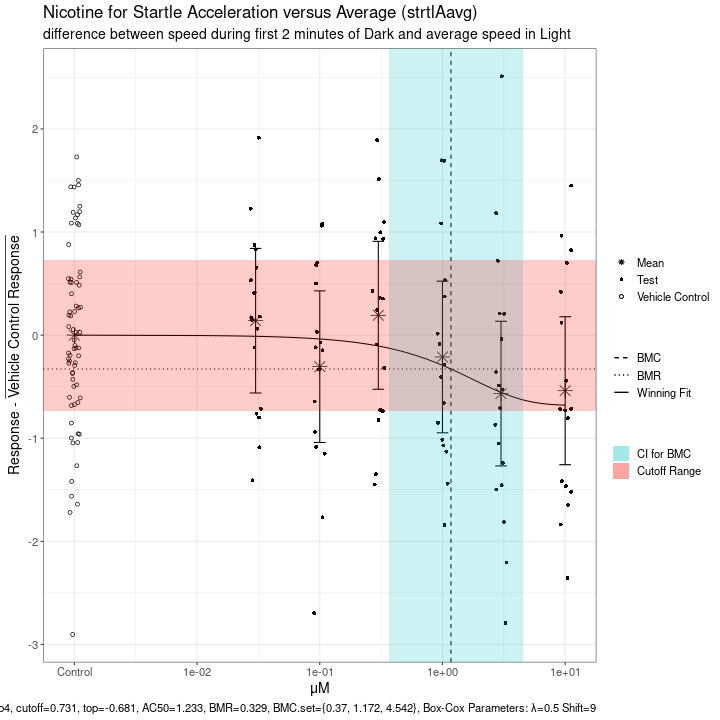 Nicotine for Startle Acceleration versus Average (strtlAavg)
difference between speed during first 2 minutes of Dark and average speed in Light
Response - Vehicle Control Response
2
1
0
-1
-2
-3
Control
1e-02
1e-01
1e+00
1e+01
μM
Mean
Test
Vehicle Control
BMC
BMR
Winning Fit
CI for BMC
Cutoff Range
o4, cutoff=0.731, top=-0.681, AC50=1.233, BMR=0.329, BMC.set={0.37, 1.172, 4.542}, Box-Cox Parameters: λ=0.5 Shift=9